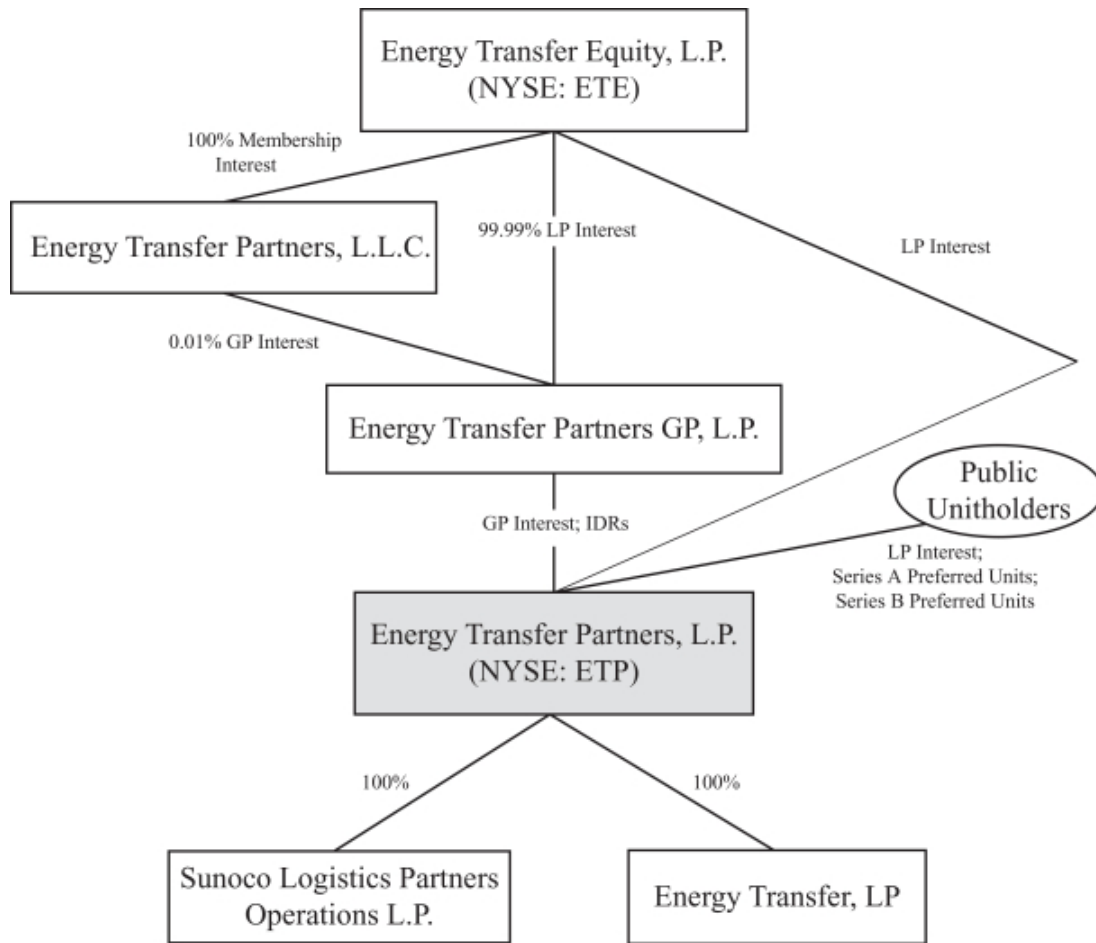 Energy Transfer Equity, L.P.
(NYSE: ETE)
100% Membership
Interest
Energy Transfer Partners, L.L.C.
99.99% LP Interest
LP Interest
0.01% GP Interest
Energy Transfer Partners GP, L.P.
Public
Unitholders
GP Interest; IDRs
LP Interest;
Series A Preferred Units;
Series B Preferred Units
Energy Transfer Partners, L.P.
(NYSE: ETP)
100%
100%
Sunoco Logistics Partners
Operations L.P.
Energy Transfer, LP